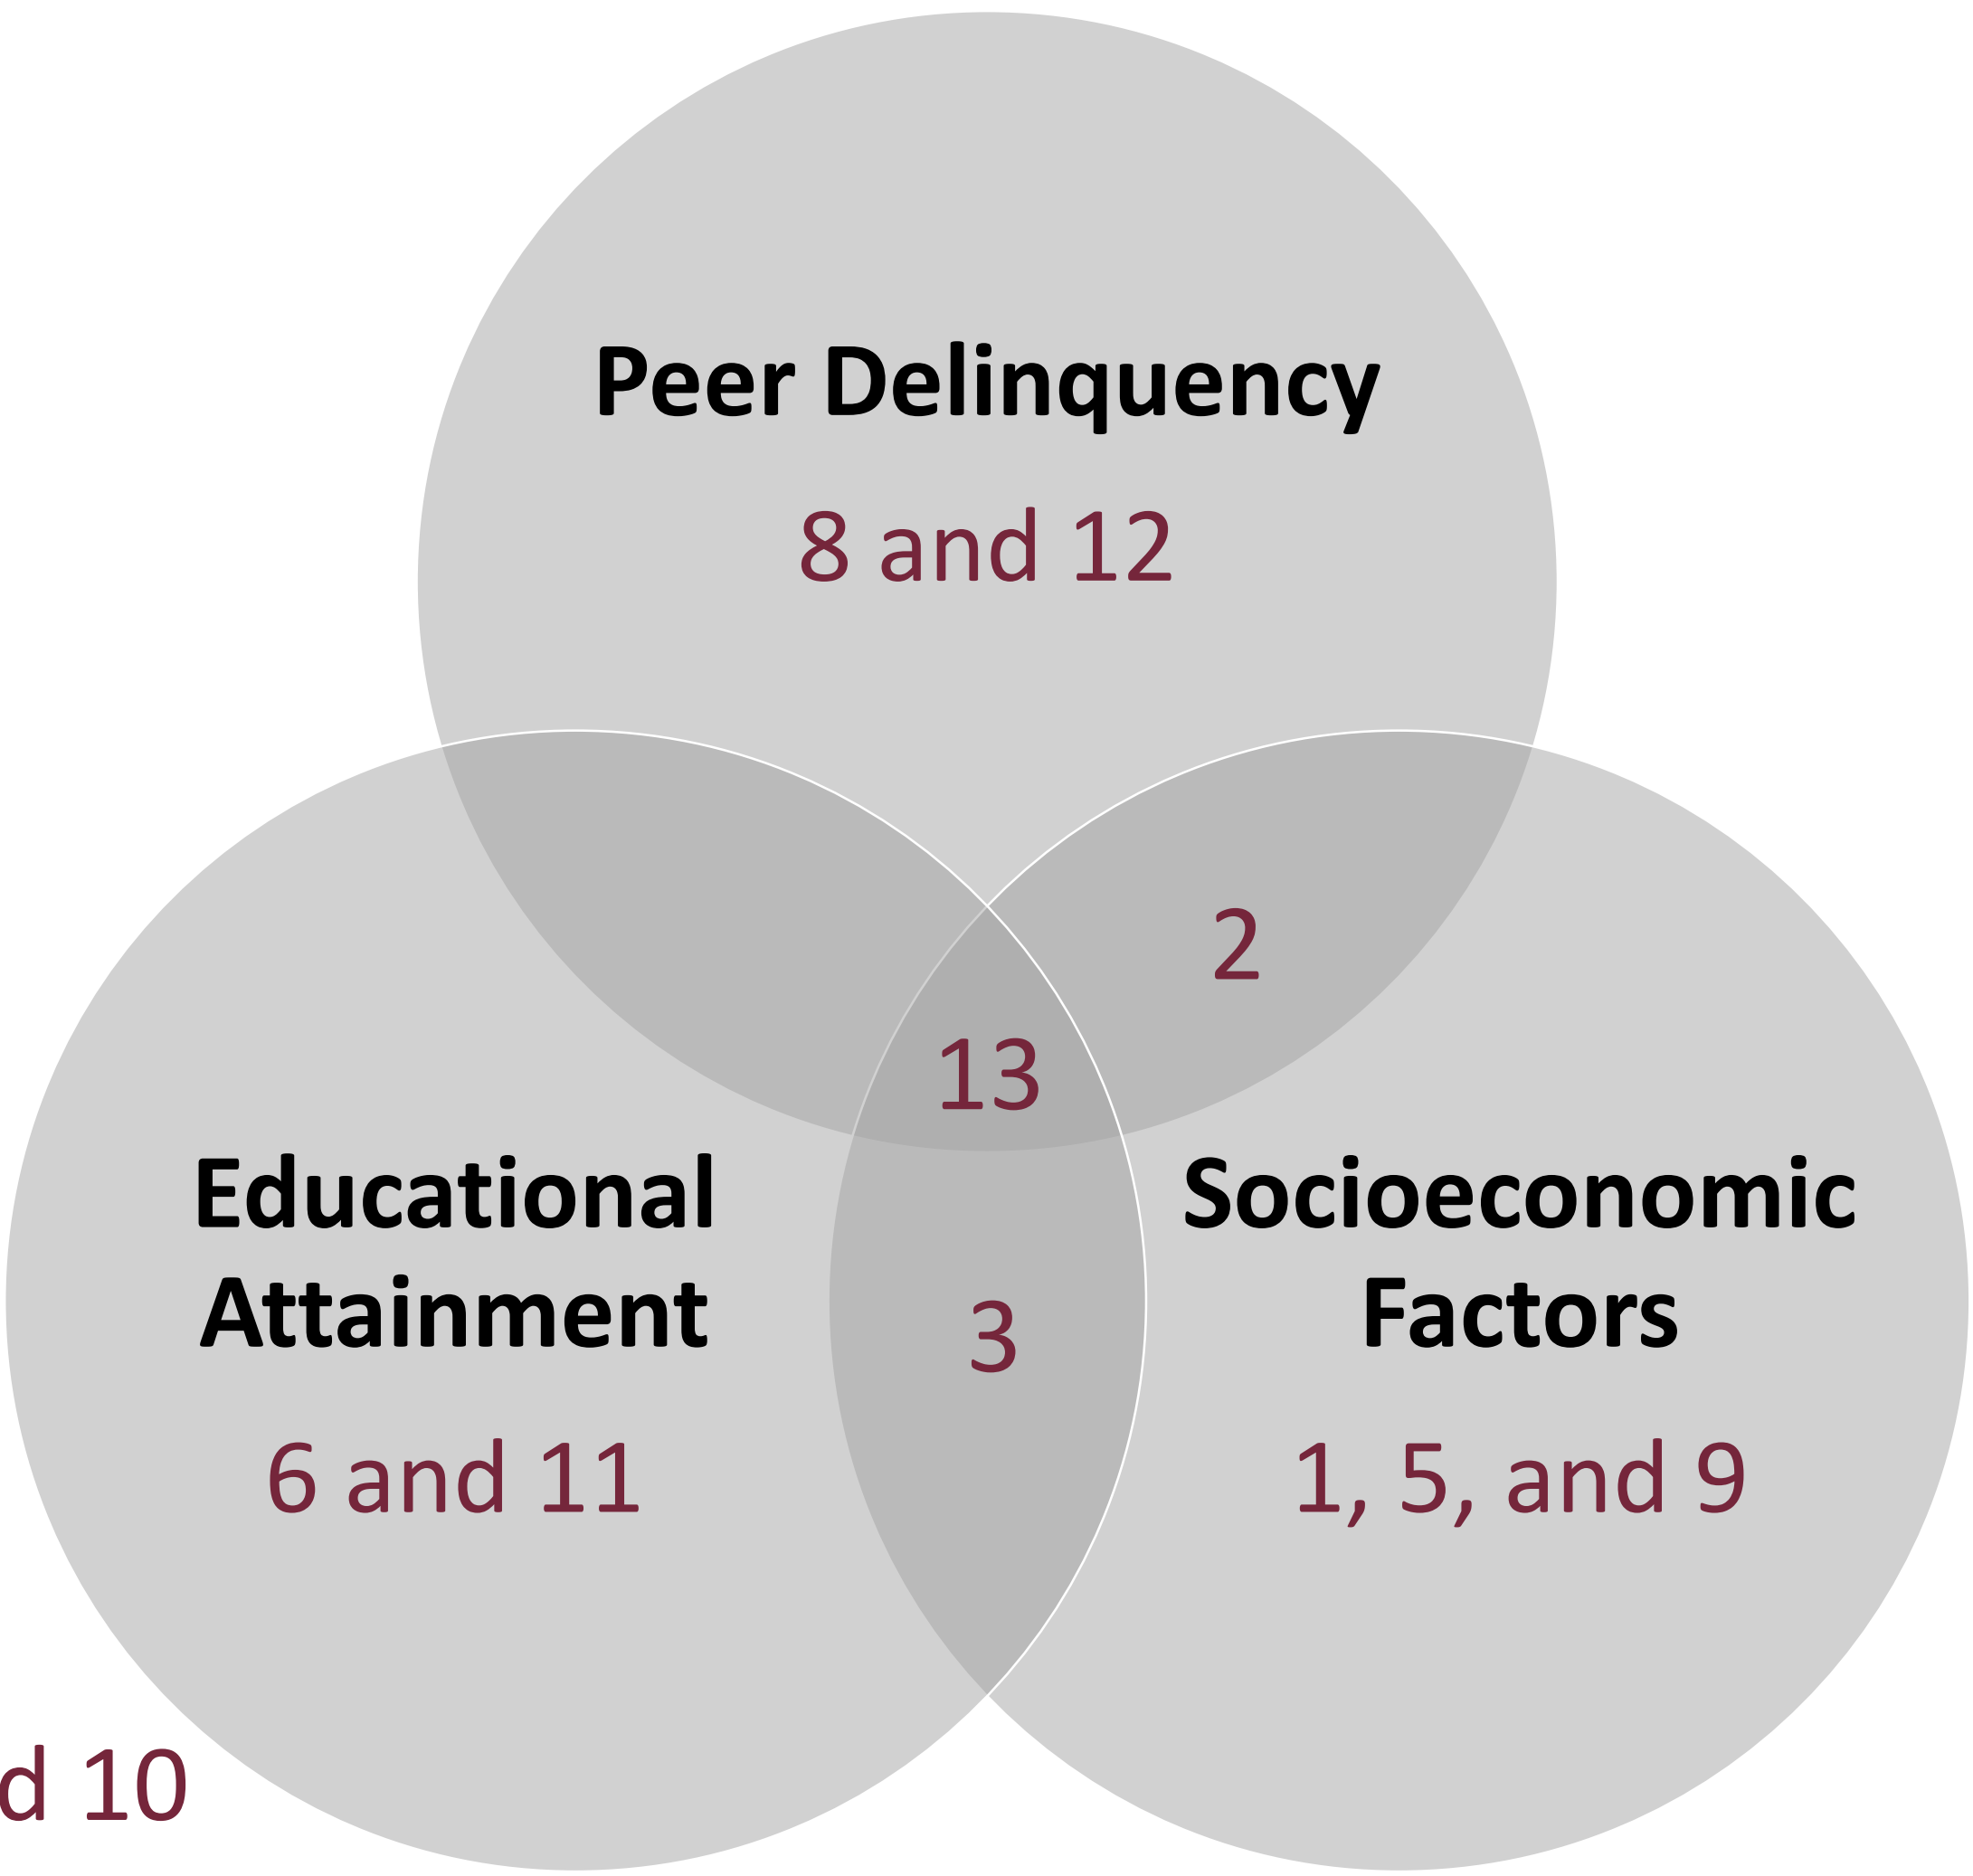 Peer Delinquency
8 and 12
2
13
Educational
Attainment
6 and 11
3
Socioeconomic
Factors
1, 5, and 9
d 10